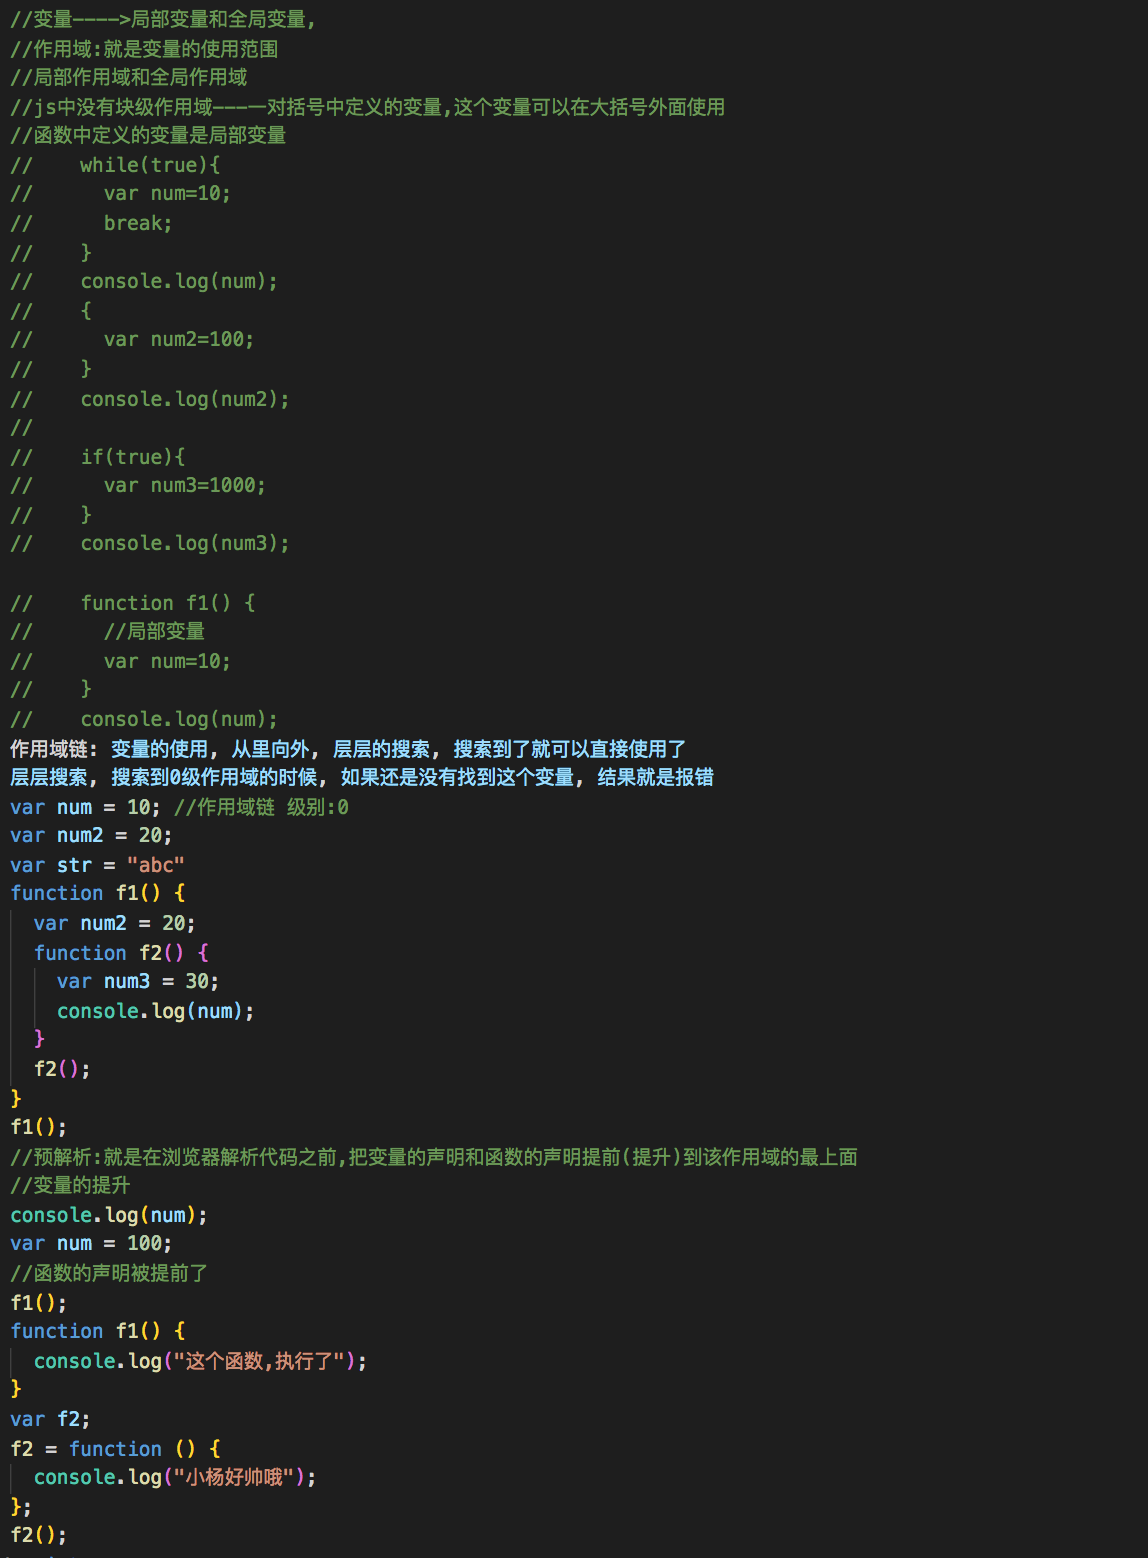 //变量---->局部变量和全局变量,
//作用域:就是变量的使用范围
//局部作用域和全局作用域
//js中没有块级作用域---一对括号中定义的变量,这个变量可以在大括号外面使用
//函数中定义的变量是局部变量
//    while(true){
//      var num=10;
//      break;
//    }
//    console.log(num);
//    {
//      var num2=100;
//    }
//    console.log(num2);
//
//    if(true){
//      var num3=1000;
//    }
//    console.log(num3);

//    function f1() {
//      //局部变量
//      var num=10;
//    }
//    console.log(num);
作用域链: 变量的使用, 从里向外, 层层的搜索, 搜索到了就可以直接使用了
层层搜索, 搜索到0级作用域的时候, 如果还是没有找到这个变量, 结果就是报错
var num = 10; //作用域链 级别:0
var num2 = 20;
var str = "abc"
function f1() {
  var num2 = 20;
  function f2() {
    var num3 = 30;
    console.log(num);
  }
  f2();
}
f1();
//预解析:就是在浏览器解析代码之前,把变量的声明和函数的声明提前(提升)到该作用域的最上面
//变量的提升
console.log(num);
var num = 100;
//函数的声明被提前了
f1();
function f1() {
  console.log("这个函数,执行了");
}
var f2;
f2 = function () {
  console.log("小杨好帅哦");
};
f2();